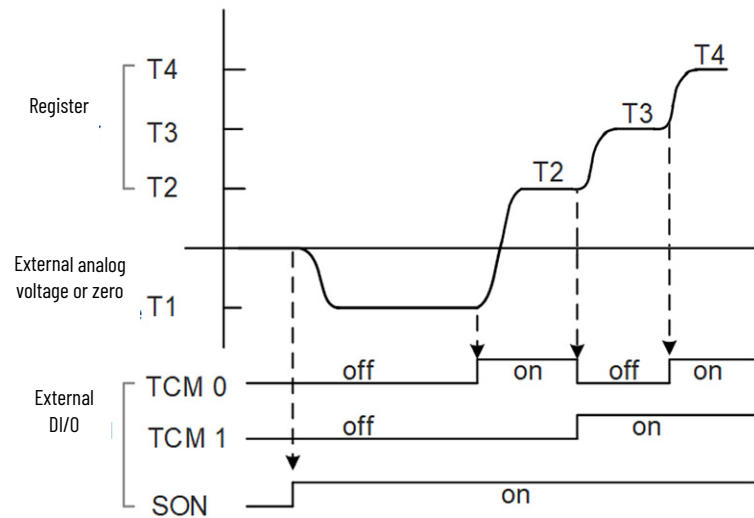 T4
T4
Register
T3
T3
T2
T2
External analog
voltage or zero
T1
off
on
off
on
TCM 0
External
DI/O
off
on
TCM 1
on
SON